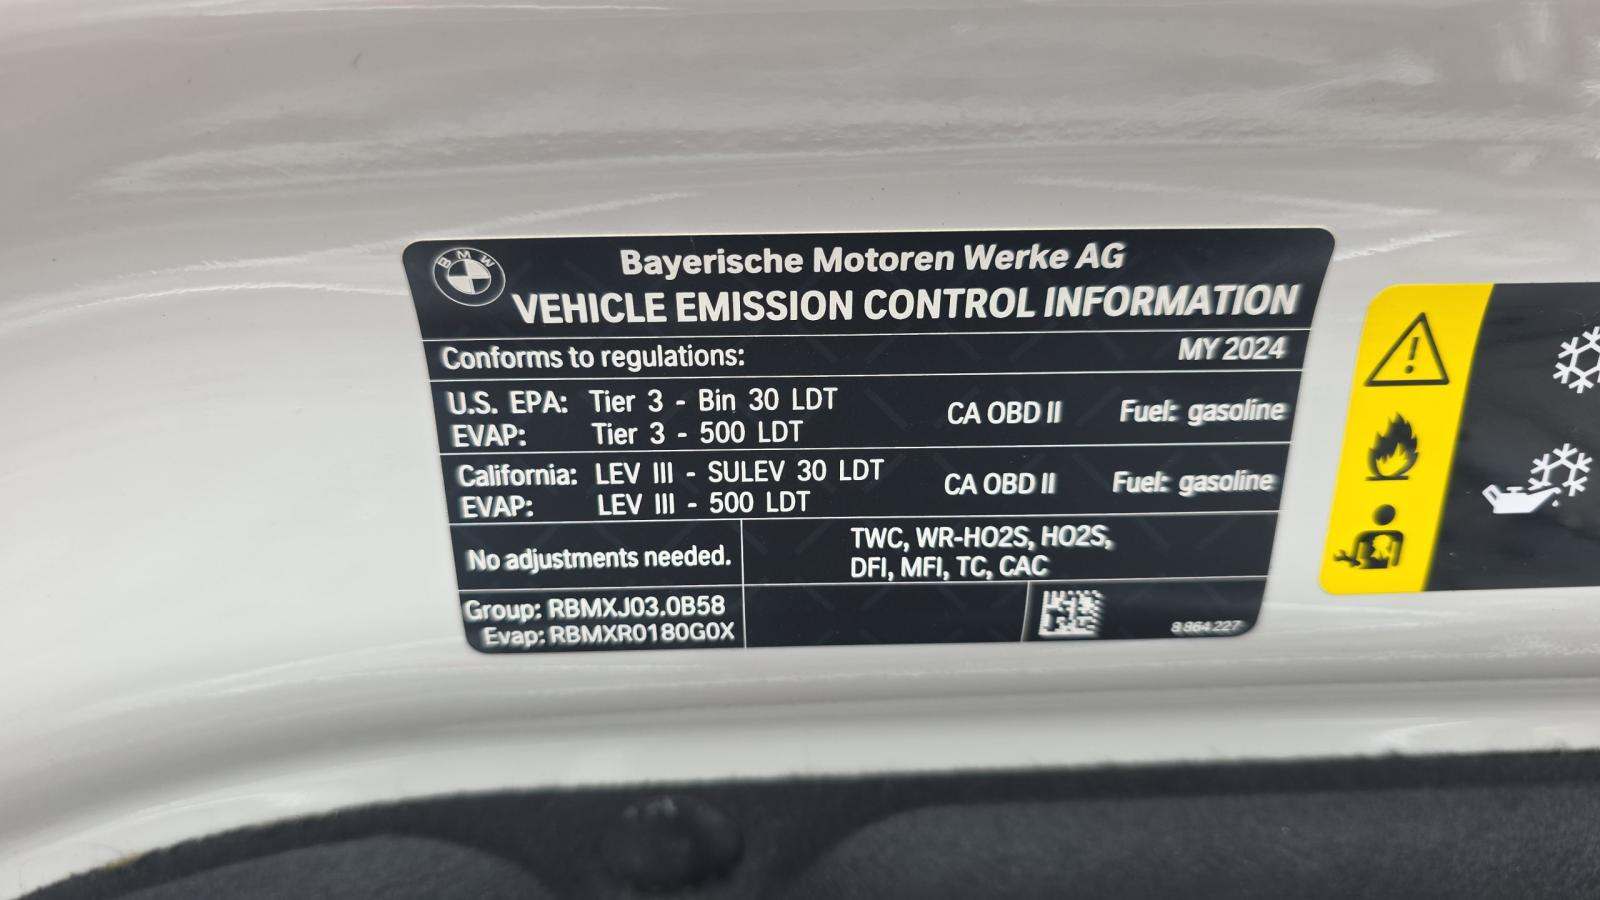 BMW
Bayerische Motoren Werke AG
VEHICLE EMISSION CONTROL INFORMATION
Conforms to regulations: MY 2024
U.S. EPA: Tier 3 - Bin 30 LDT CA OBD II Fuel: gasoline
EVAP: Tier 3 - 500 LDT
California: LEV III - SULEV 30 LDT CA OBD II Fuel: gasoline
EVAP: LEV III - 500 LDT
No adjustments needed.
TWC, WR-HO2S, HO2S,
DFI, MFI, TC, CAC
Group: RBMXJ03.0B58
Evap: RBMXR0180G0X
8 864 227